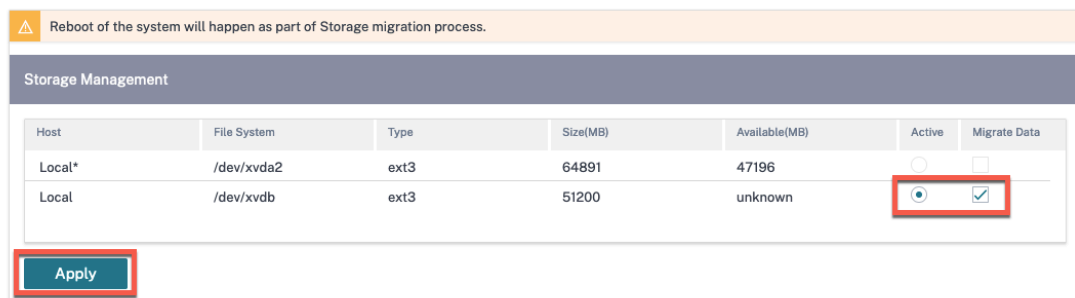 Reboot of the system will happen as part of Storage migration process.
Storage Management
Host File System Type Size(MB) Available(MB) Active Migrate Data
Local* /dev/xvda2 ext3 64891 47196
Local /dev/xvdb ext3 51200 unknown
Apply